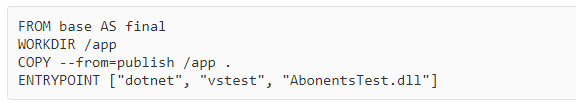 FROM base AS final
WORKDIR /app
COPY --from=publish /app .
ENTRYPOINT ["dotnet", "vstest", "AbonentsTest.dll"]